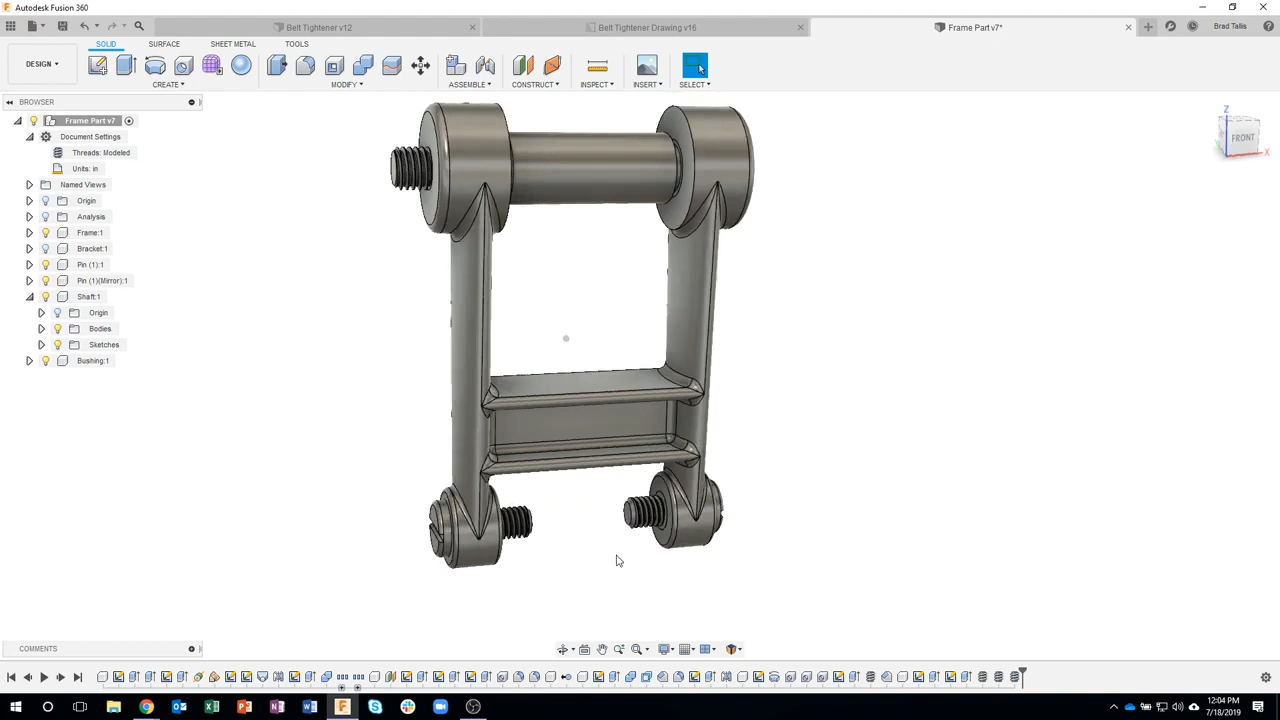 Autodesk Fusion 360
Belt Tightener v12
Belt Tightener Drawing v16
Frame Part v7*
Brad Tallis
DESIGN
SOLID
SURFACE
SHEET METAL
TOOLS
CREATE
MODIFY
ASSEMBLE
CONSTRUCT
INSPECT
INSERT
SELECT
BROWSER
Frame Part v7
Document Settings
Threads: Modeled
Units: in
Named Views
Origin
Analysis
Frame:1
Bracket:1
Pin (1):1
Pin (1)(Mirror):1
Shaft:1
Origin
Bodies
Sketches
Bushing:1
Z
FRONT
X
COMMENTS
12:04 PM
7/18/2019